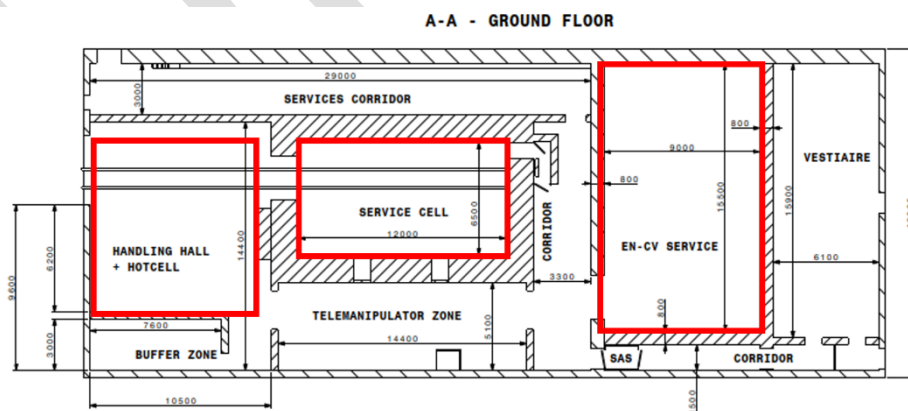 A-A - GROUND FLOOR
29000
3000
SERVICES CORRIDOR
800
9000
VESTIAIRE
800
15500
15900
SERVICE CELL
6500
12000
CORRIDOR
EN-CV SERVICE
HANDLING HALL
+ HOTCELL
14400
9600
6200
6100
3300
TELEMANIPULATOR ZONE
5100
800
7600
14400
3000
BUFFER ZONE
SAS
CORRIDOR
10500